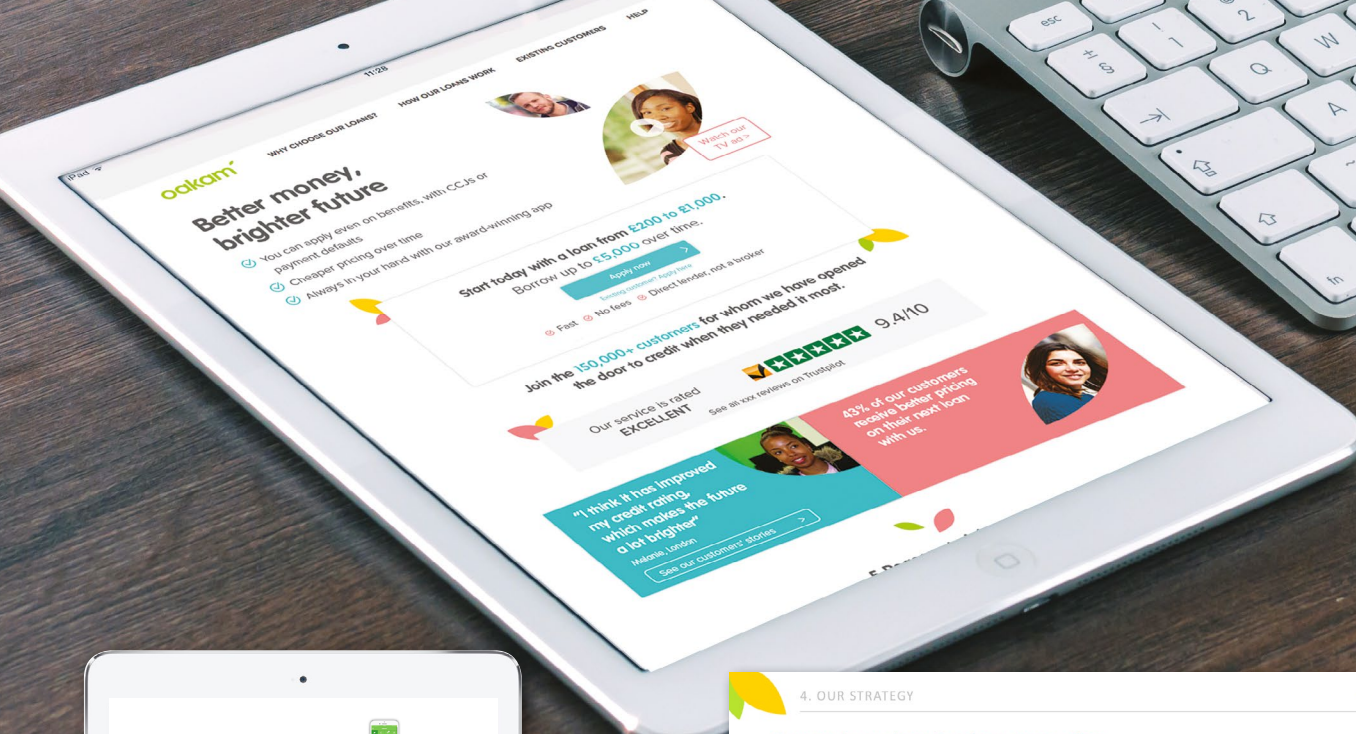 iPad
11:28
oakam
WHY CHOOSE OUR LOANS?
HOW OUR LOANS WORK
EXISTING CUSTOMERS
HELP
Better money,
brighter future
You can apply even on benefits, with CCJs or
payment defaults
Cheaper pricing over time
Always in your hand with our award-winning app
Watch our
TV ad >
Start today with a loan from £200 to £1,000.
Borrow up to £5,000 over time.
Apply now >
Existing customer? Apply here
Fast
No fees
Direct lender, not a broker
Join the 150,000+ customers for whom we have opened
the door to credit when they needed it most.
Our service is rated
EXCELLENT
9.4/10
See all xxx reviews on Trustpilot
"I think it has improved
my credit rating,
which makes the future
a lot brighter"
Melanie, London
See our customers' stories >
43% of our customers
receive better pricing
on their next loan
with us.
esc
±
§
!
1
2
Q
W
A
~
fn
4. OUR STRATEGY